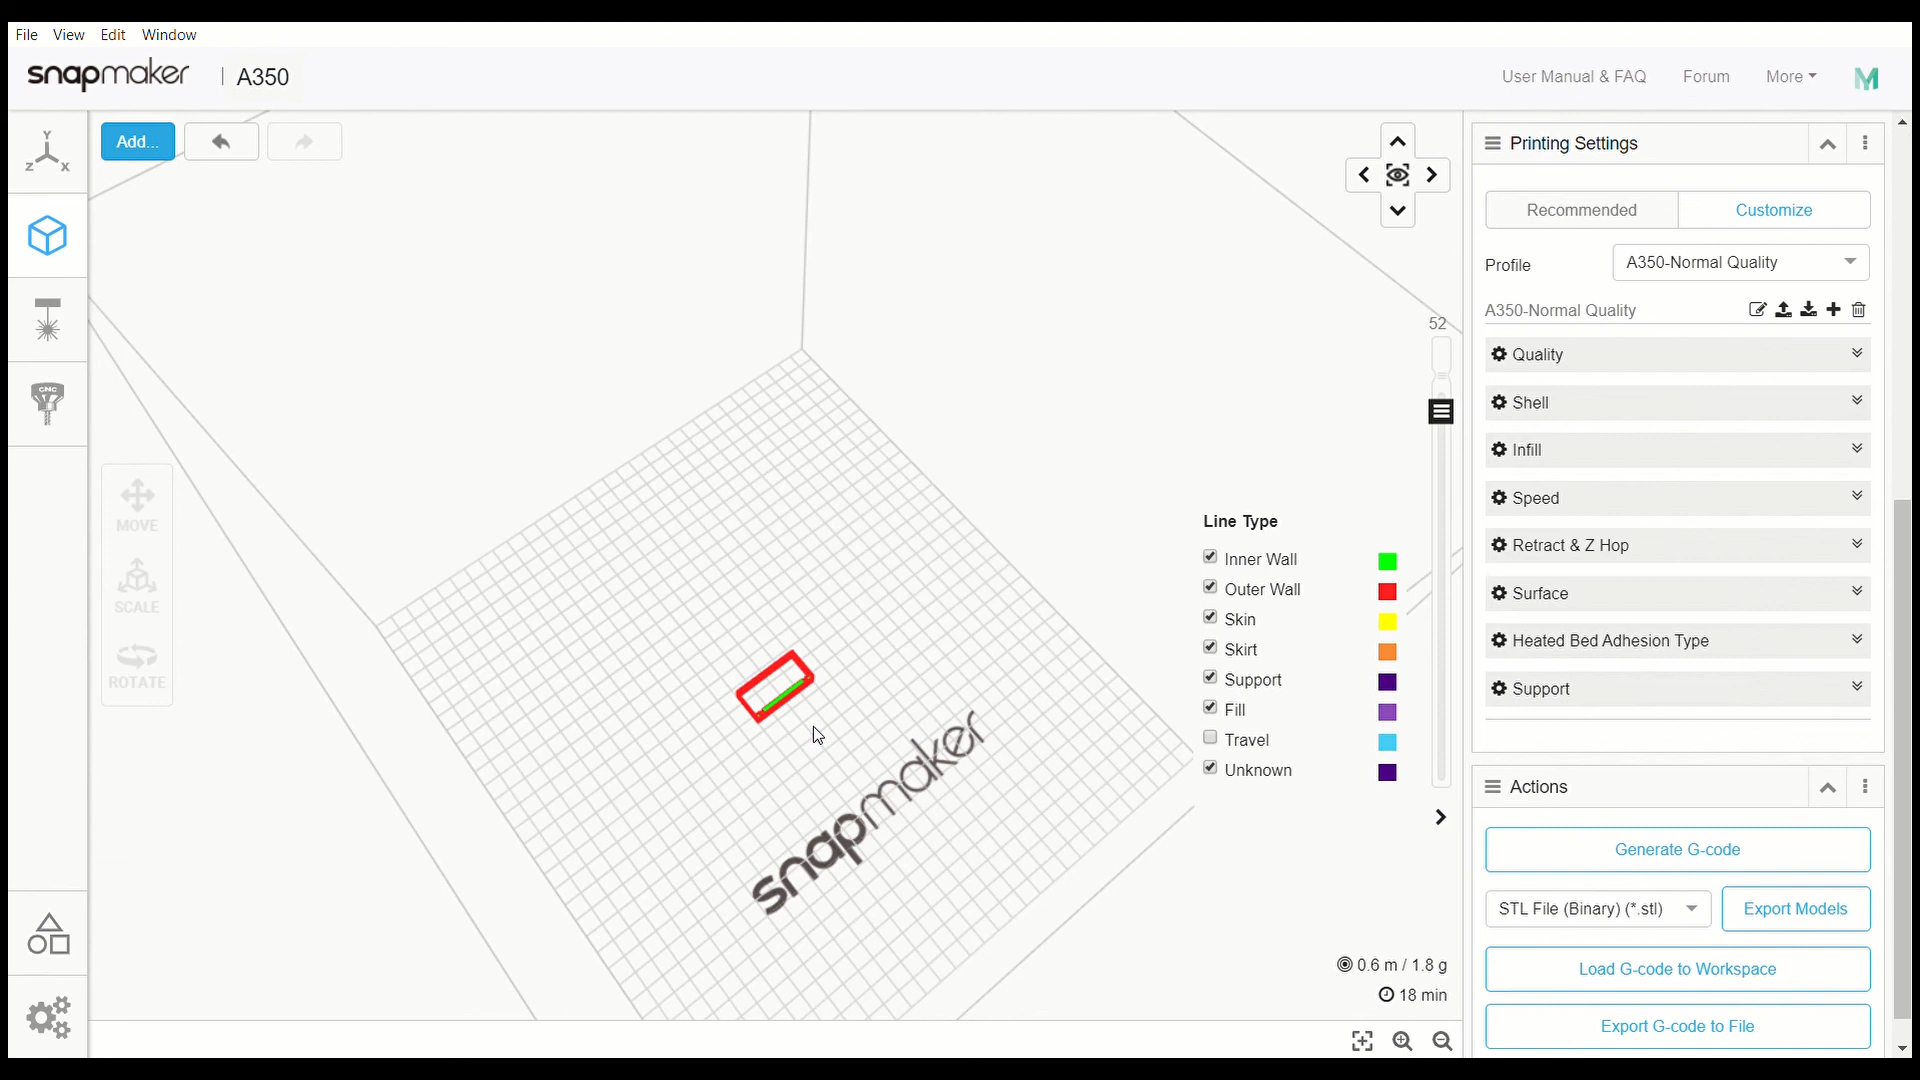 File View Edit Window
snapmaker | A350
User Manual & FAQ Forum More
Add...
Y
Z X
CNC
MOVE
SCALE
ROTATE
snapmaker
52
Line Type
Inner Wall
Outer Wall
Skin
Skirt
Support
Fill
Travel
Unknown
0.6 m / 1.8 g
18 min
Printing Settings
Recommended Customize
Profile A350-Normal Quality
A350-Normal Quality
Quality
Shell
Infill
Speed
Retract & Z Hop
Surface
Heated Bed Adhesion Type
Support
Actions
Generate G-code
STL File (Binary) (*.stl) Export Models
Load G-code to Workspace
Export G-code to File